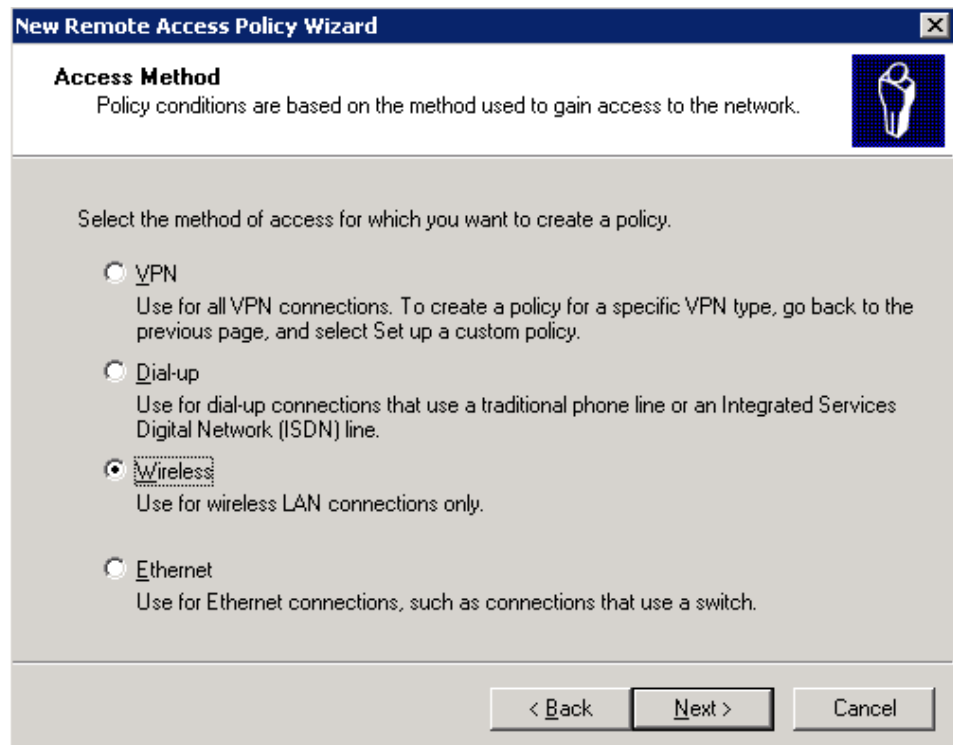 New Remote Access Policy Wizard
Access Method
Policy conditions are based on the method used to gain access to the network.
Select the method of access for which you want to create a policy.
VPN
Use for all VPN connections. To create a policy for a specific VPN type, go back to the
previous page, and select Set up a custom policy.
Dial-up
Use for dial-up connections that use a traditional phone line or an Integrated Services
Digital Network (ISDN) line.
Wireless
Use for wireless LAN connections only.
Ethernet
Use for Ethernet connections, such as connections that use a switch.
< Back Next > Cancel